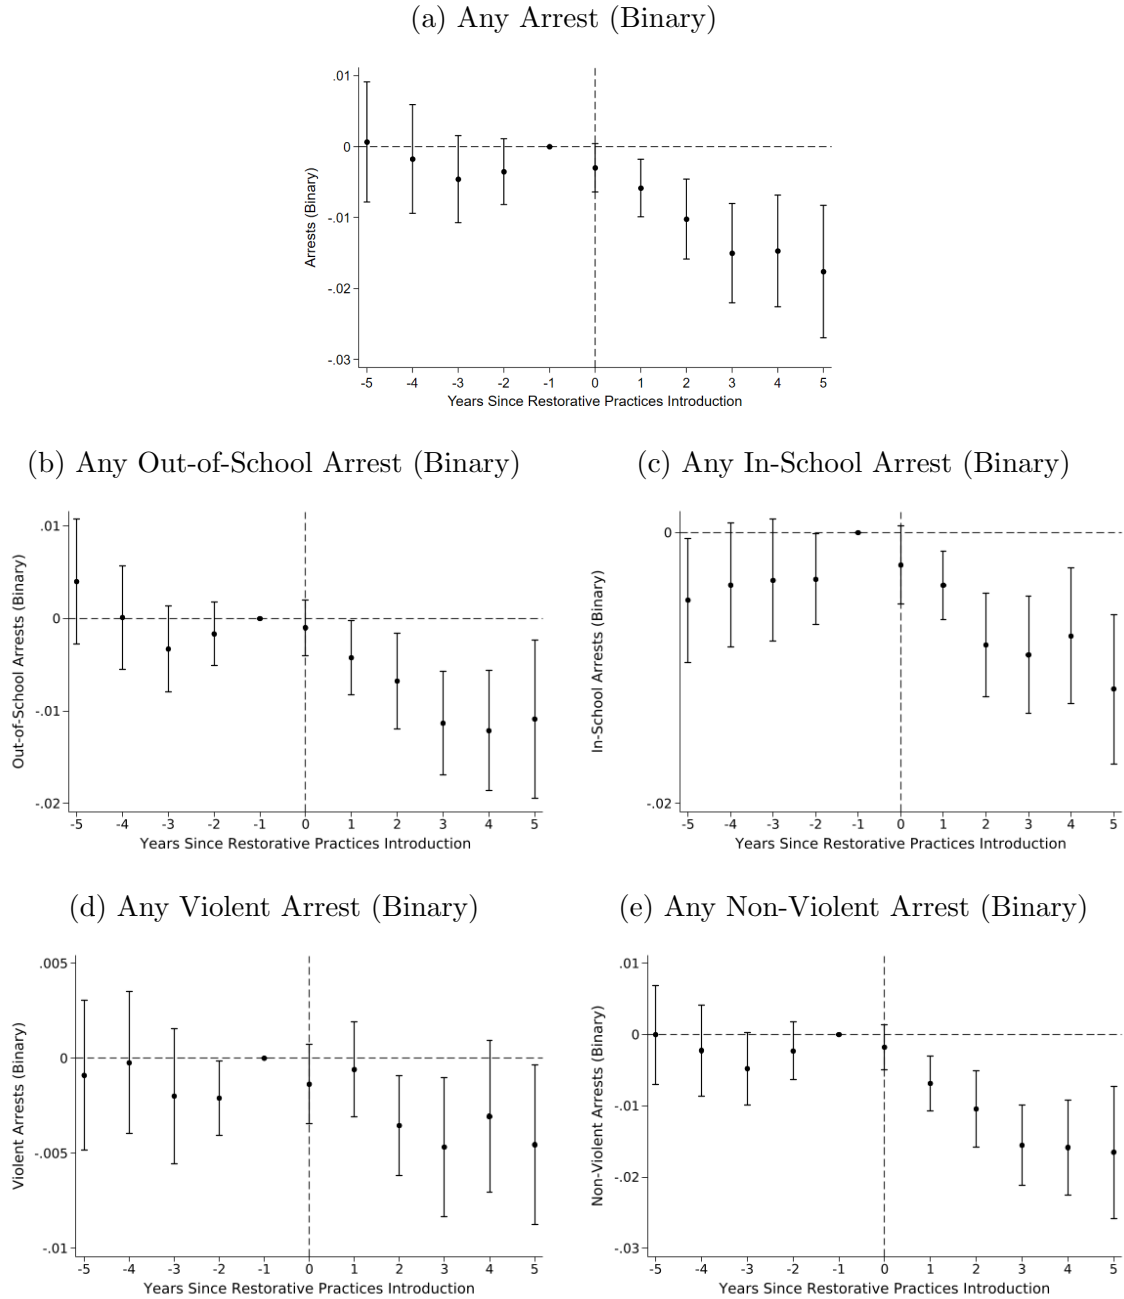 (a) Any Arrest (Binary)
.01
0
-.01
-.02
-.03
Arrests (Binary)
-5 -4 -3 -2 -1 0 1 2 3 4 5
Years Since Restorative Practices Introduction
(b) Any Out-of-School Arrest (Binary)
.01
0
-.01
-.02
Out-of-School Arrests (Binary)
-5 -4 -3 -2 -1 0 1 2 3 4 5
Years Since Restorative Practices Introduction
(c) Any In-School Arrest (Binary)
0
-.02
In-School Arrests (Binary)
-5 -4 -3 -2 -1 0 1 2 3 4 5
Years Since Restorative Practices Introduction
(d) Any Violent Arrest (Binary)
.005
0
-.005
-.01
Violent Arrests (Binary)
-5 -4 -3 -2 -1 0 1 2 3 4 5
Years Since Restorative Practices Introduction
(e) Any Non-Violent Arrest (Binary)
.01
0
-.01
-.02
-.03
Non-Violent Arrests (Binary)
-5 -4 -3 -2 -1 0 1 2 3 4 5
Years Since Restorative Practices Introduction